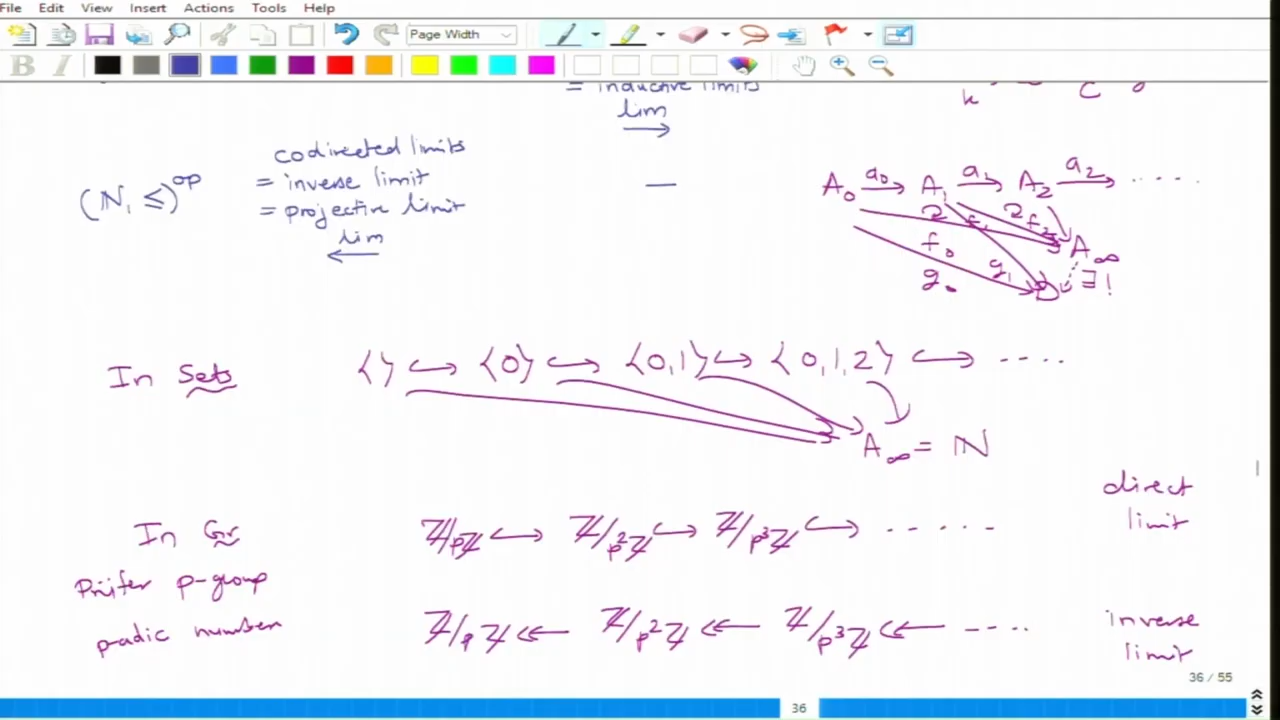 File Edit View Insert Actions Tools Help
Page Width
B I
= inductive limits
lim
→
k C
(ℕ, ≤)^op
codirected limits
= inverse limit
= projective limit
lim
←
—
A₀ →^{a₀} A₁ →^{a₁} A₂ →^{a₂} ....
f₀ A_∞
g₀ g₁ ∃!
In Sets
{} ↪ {0} ↪ {0,1} ↪ {0,1,2} ↪ ....
A_∞ = ℕ
direct
limit
In Gr
ℤ/pℤ ↪ ℤ/p²ℤ ↪ ℤ/p³ℤ ↪ .....
Prüfer p-group
p-adic number
ℤ/pℤ ↞ ℤ/p²ℤ ↞ ℤ/p³ℤ ↞ ....
inverse
limit
36 / 55
36